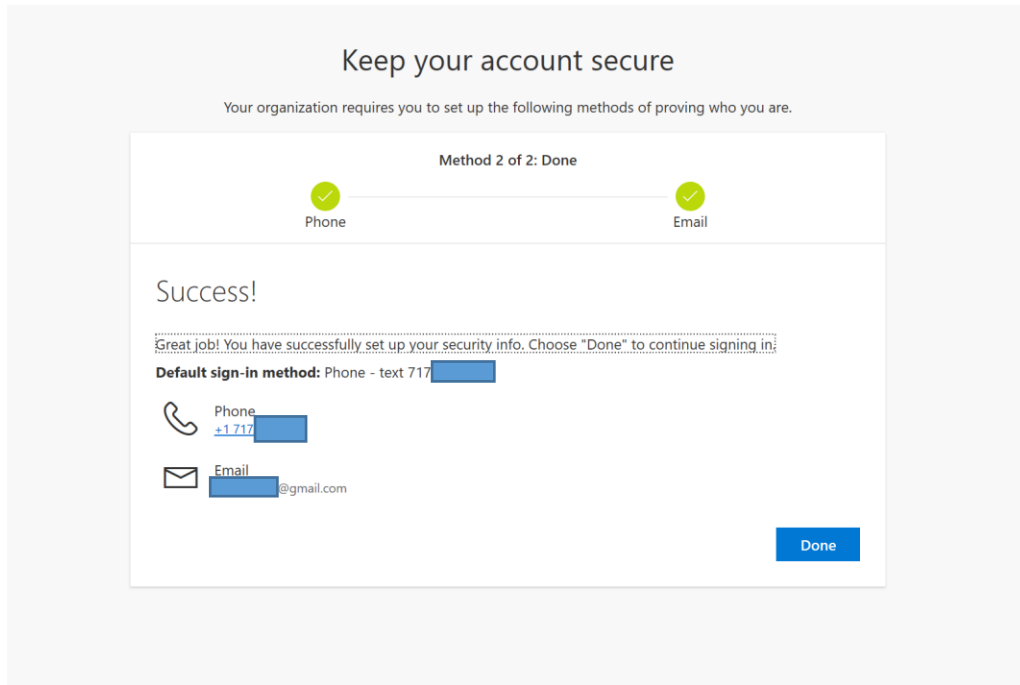 Keep your account secure
Your organization requires you to set up the following methods of proving who you are.
Method 2 of 2: Done
Phone
Email
Success!
Great job! You have successfully set up your security info. Choose "Done" to continue signing in.
Default sign-in method: Phone - text 717
Phone
+1 717
Email
@gmail.com
Done